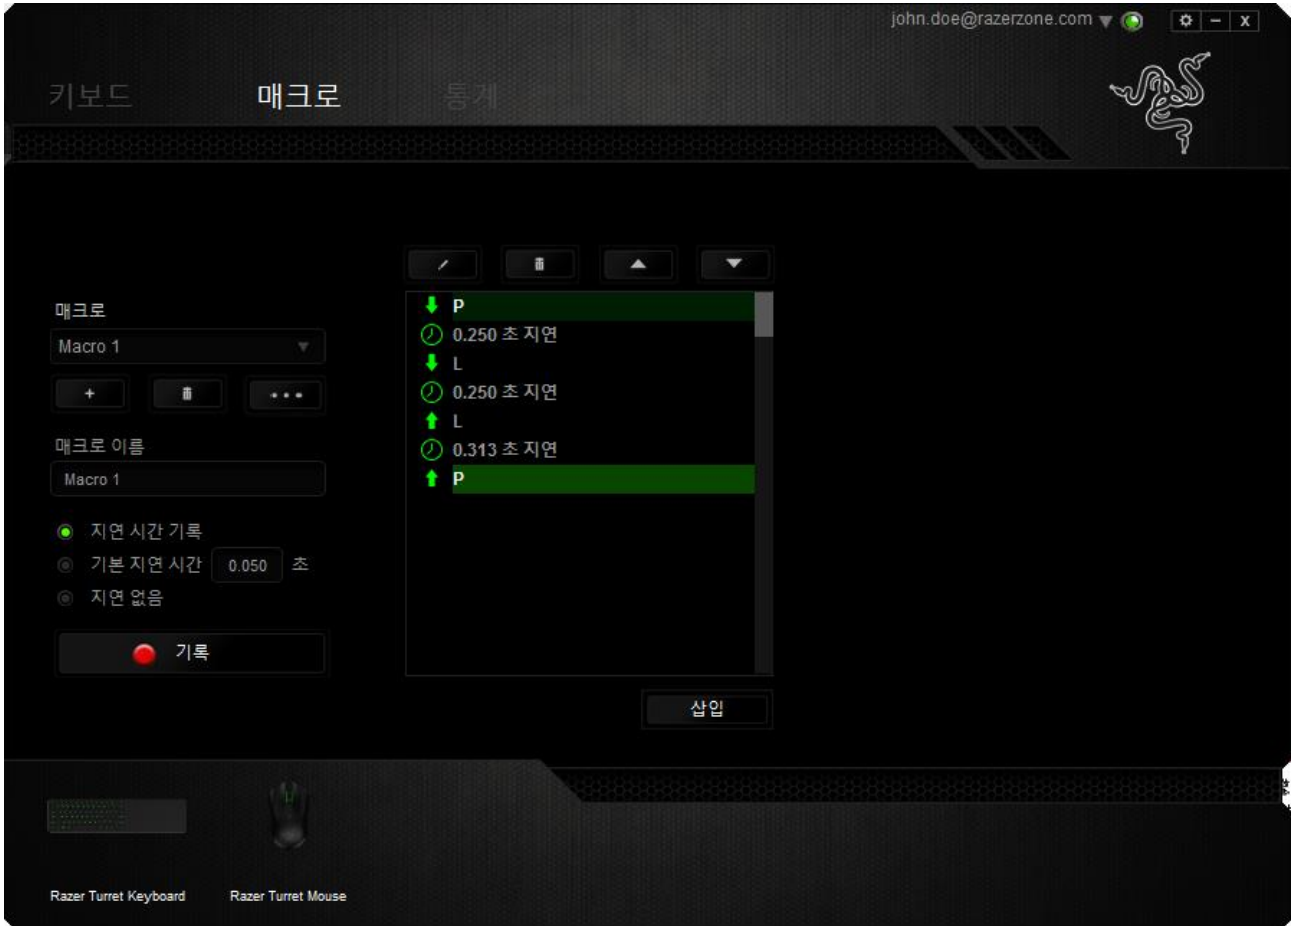 john.doe@razerzone.com
키보드 매크로 통계
매크로
Macro 1
매크로 이름
Macro 1
지연 시간 기록
기본 지연 시간 0.050 초
지연 없음
기록
P
0.250 초 지연
L
0.250 초 지연
L
0.313 초 지연
P
삽입
Razer Turret Keyboard Razer Turret Mouse